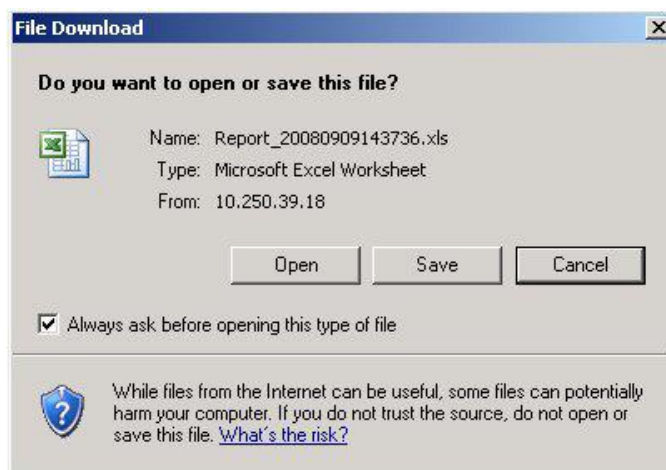 File Download
Do you want to open or save this file?
Name: Report_20080909143736.xls
Type: Microsoft Excel Worksheet
From: 10.250.39.18
Open Save Cancel
Always ask before opening this type of file
While files from the Internet can be useful, some files can potentially
harm your computer. If you do not trust the source, do not open or
save this file. What's the risk?